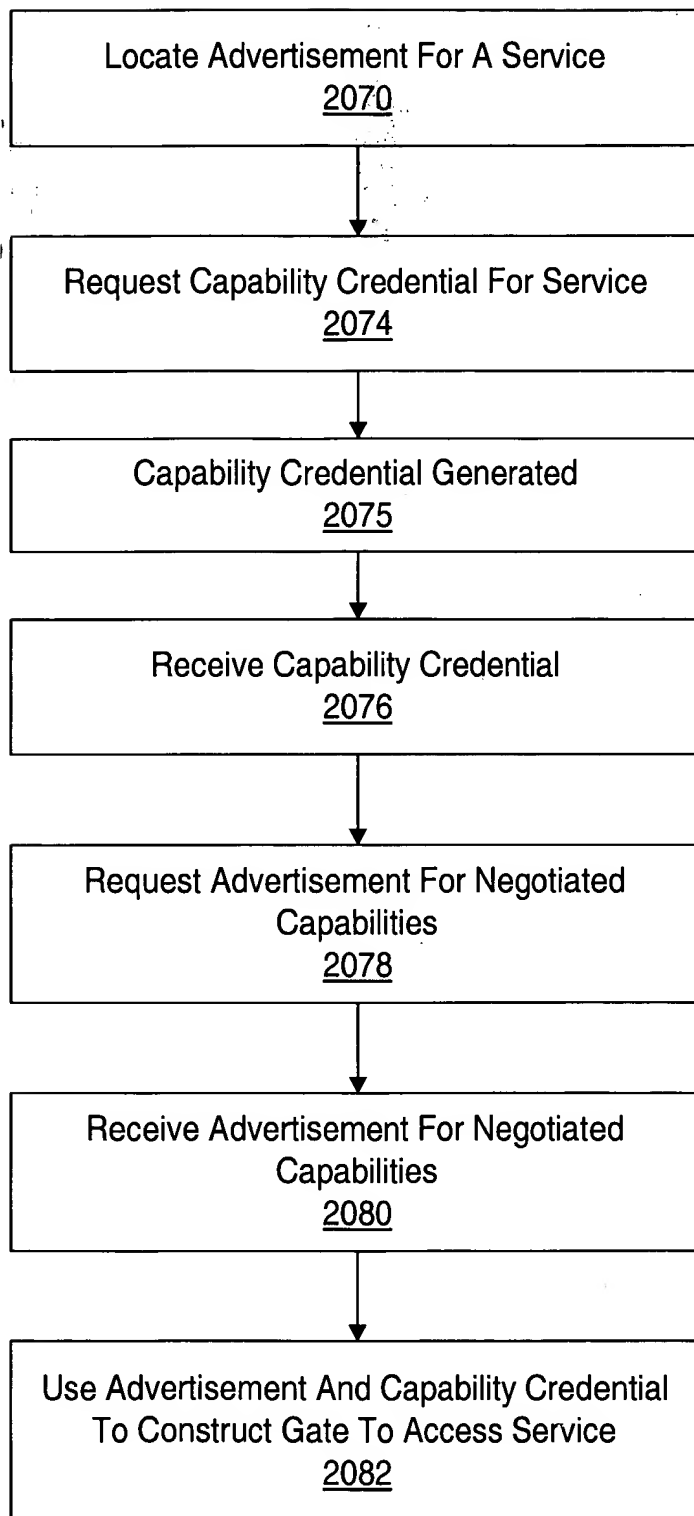 Locate Advertisement For A Service
2070
Request Capability Credential For Service
2074
Capability Credential Generated
2075
Receive Capability Credential
2076
Request Advertisement For Negotiated
Capabilities
2078
Receive Advertisement For Negotiated
Capabilities
2080
Use Advertisement And Capability Credential
To Construct Gate To Access Service
2082